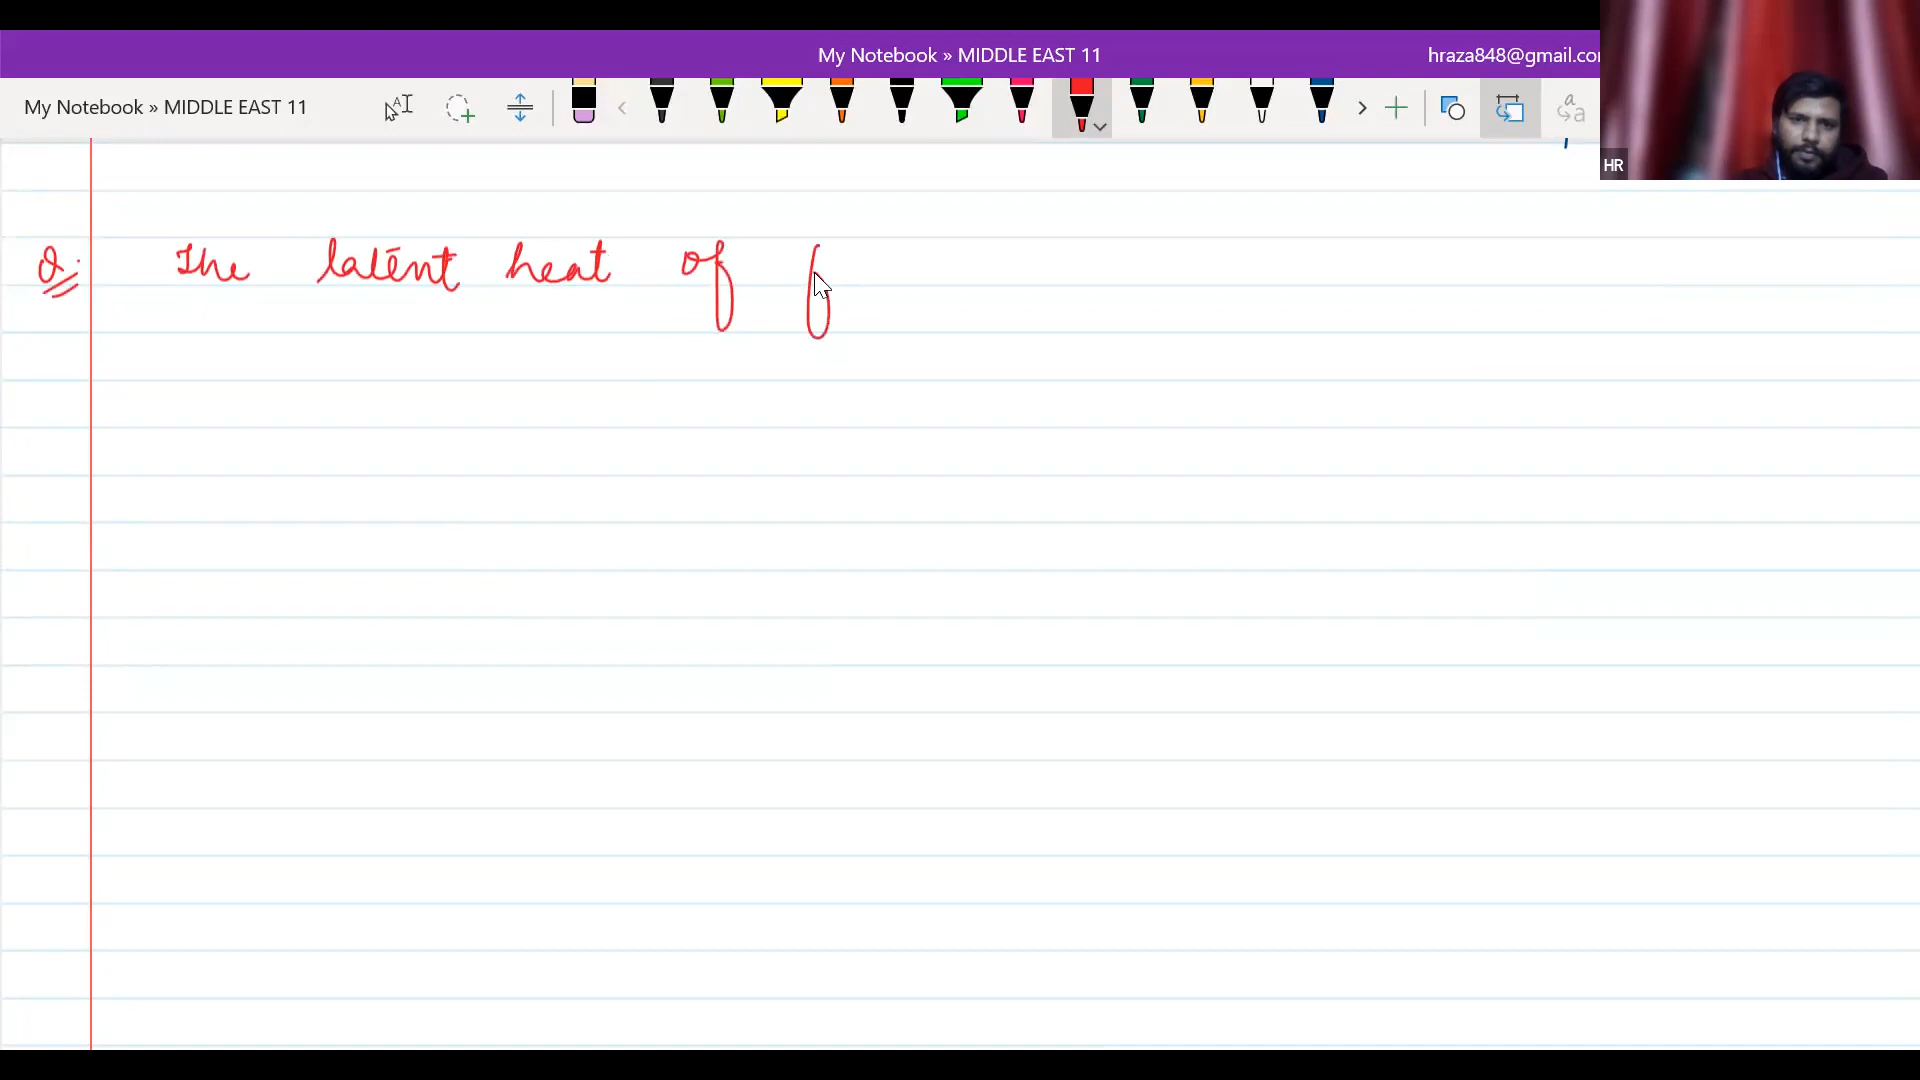 My Notebook » MIDDLE EAST 11
hraza848@gmail.co
My Notebook » MIDDLE EAST 11
HR
Q. The latent heat of f